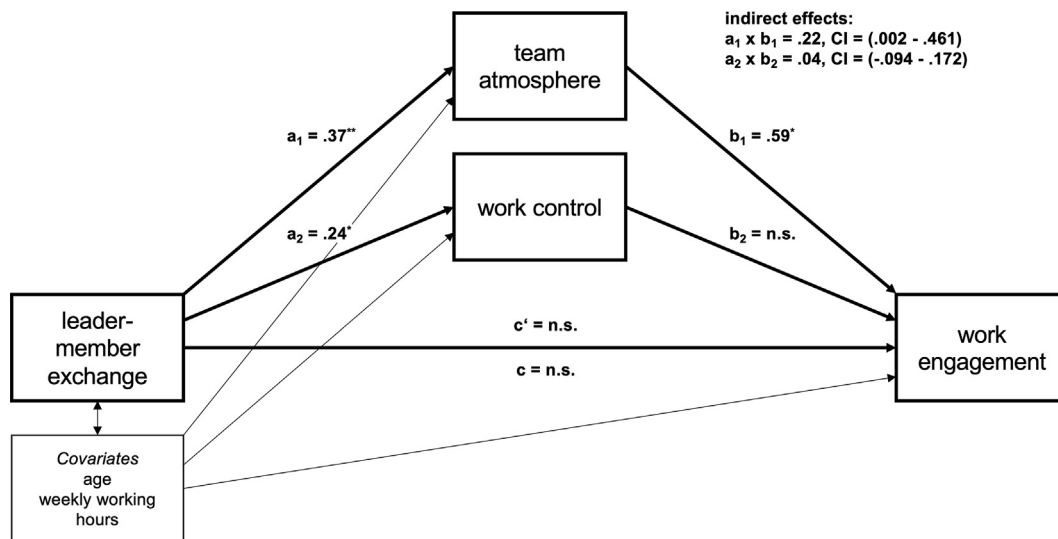 indirect effects:
a1 x b1 = .22, CI = (.002 - .461)
a2 x b2 = .04, CI = (-.094 - .172)
team
atmosphere
a1 = .37**
b1 = .59*
work control
a2 = .24*
b2 = n.s.
leader-
member
exchange
c‘ = n.s.
c = n.s.
work
engagement
Covariates
age
weekly working
hours